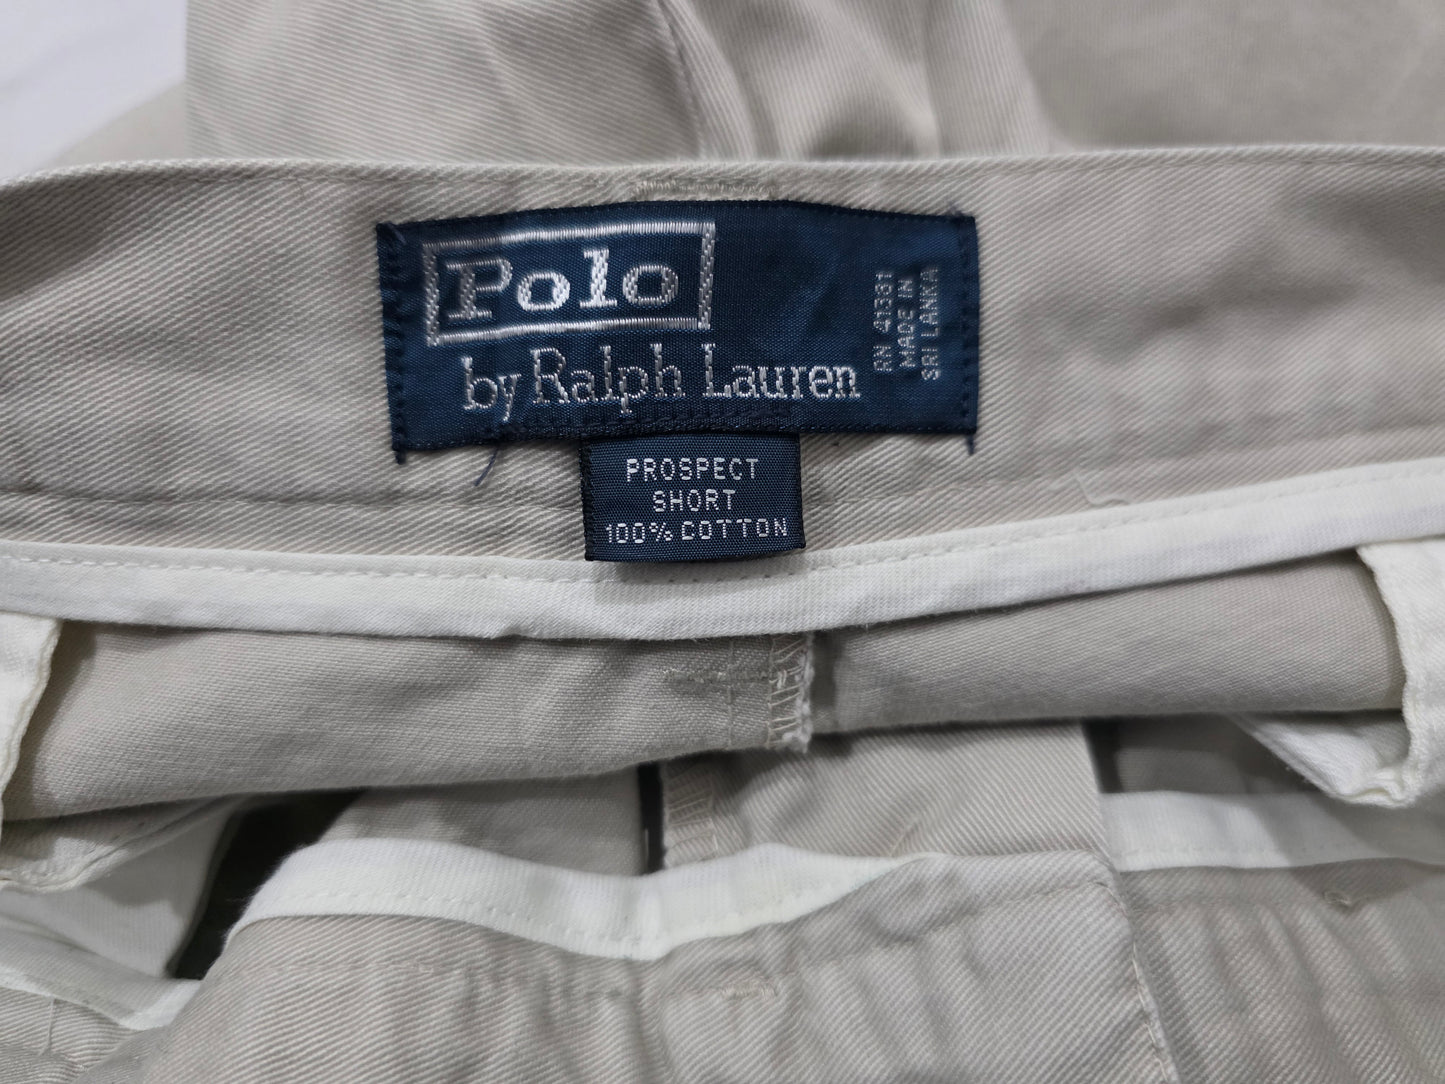 Polo
by Ralph Lauren
RN 41381
MADE IN
SRI LANKA
PROSPECT
SHORT
100% COTTON